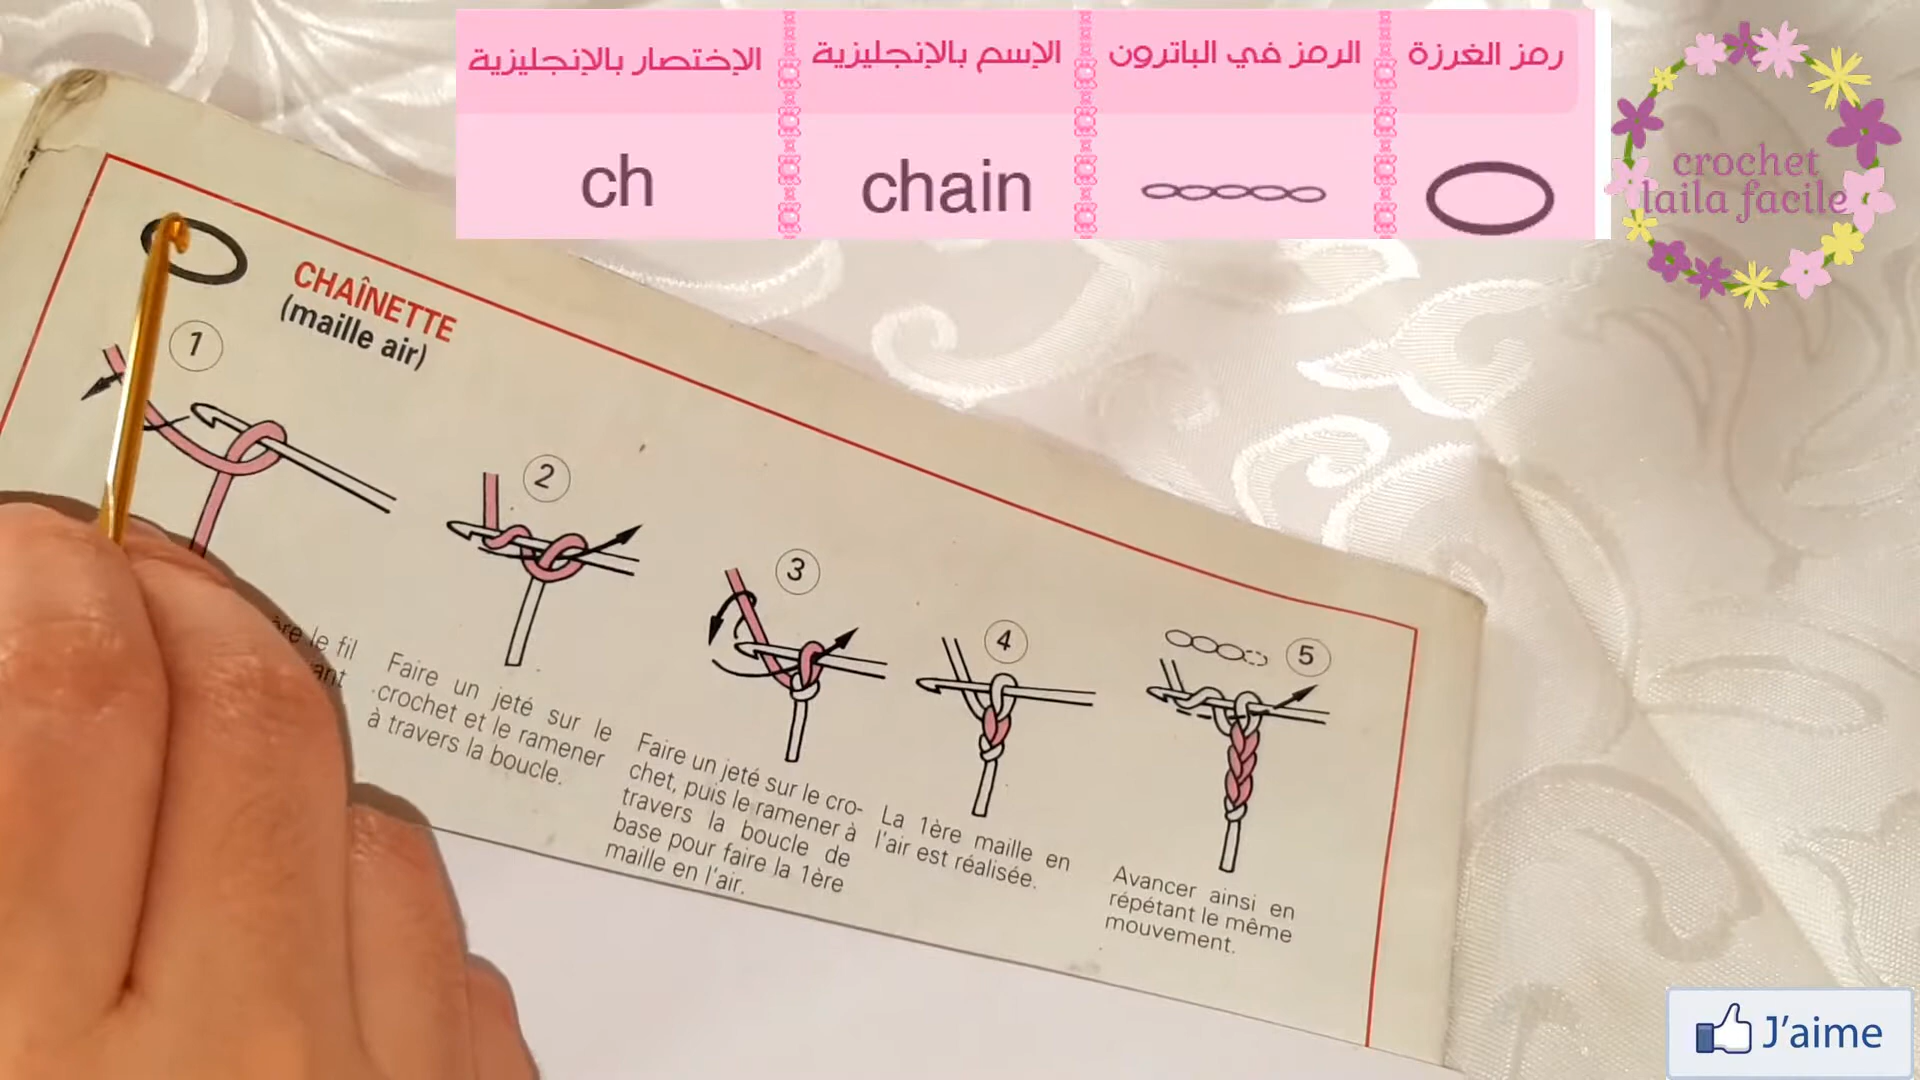 رمز الغرزة
الرمز في الباترون
الإسم بالإنجليزية
الإختصار بالإنجليزية
chain
ch
crochet
laila facile
CHAÎNETTE
(maille air)
1
2
3
4
5
le fil
Faire un jeté sur le
crochet et le ramener
à travers la boucle.
Faire un jeté sur le cro-
chet, puis le ramener à
travers la boucle de
base pour faire la 1ère
maille en l'air.
La 1ère maille en
l'air est réalisée.
Avancer ainsi en
répétant le même
mouvement.
J'aime